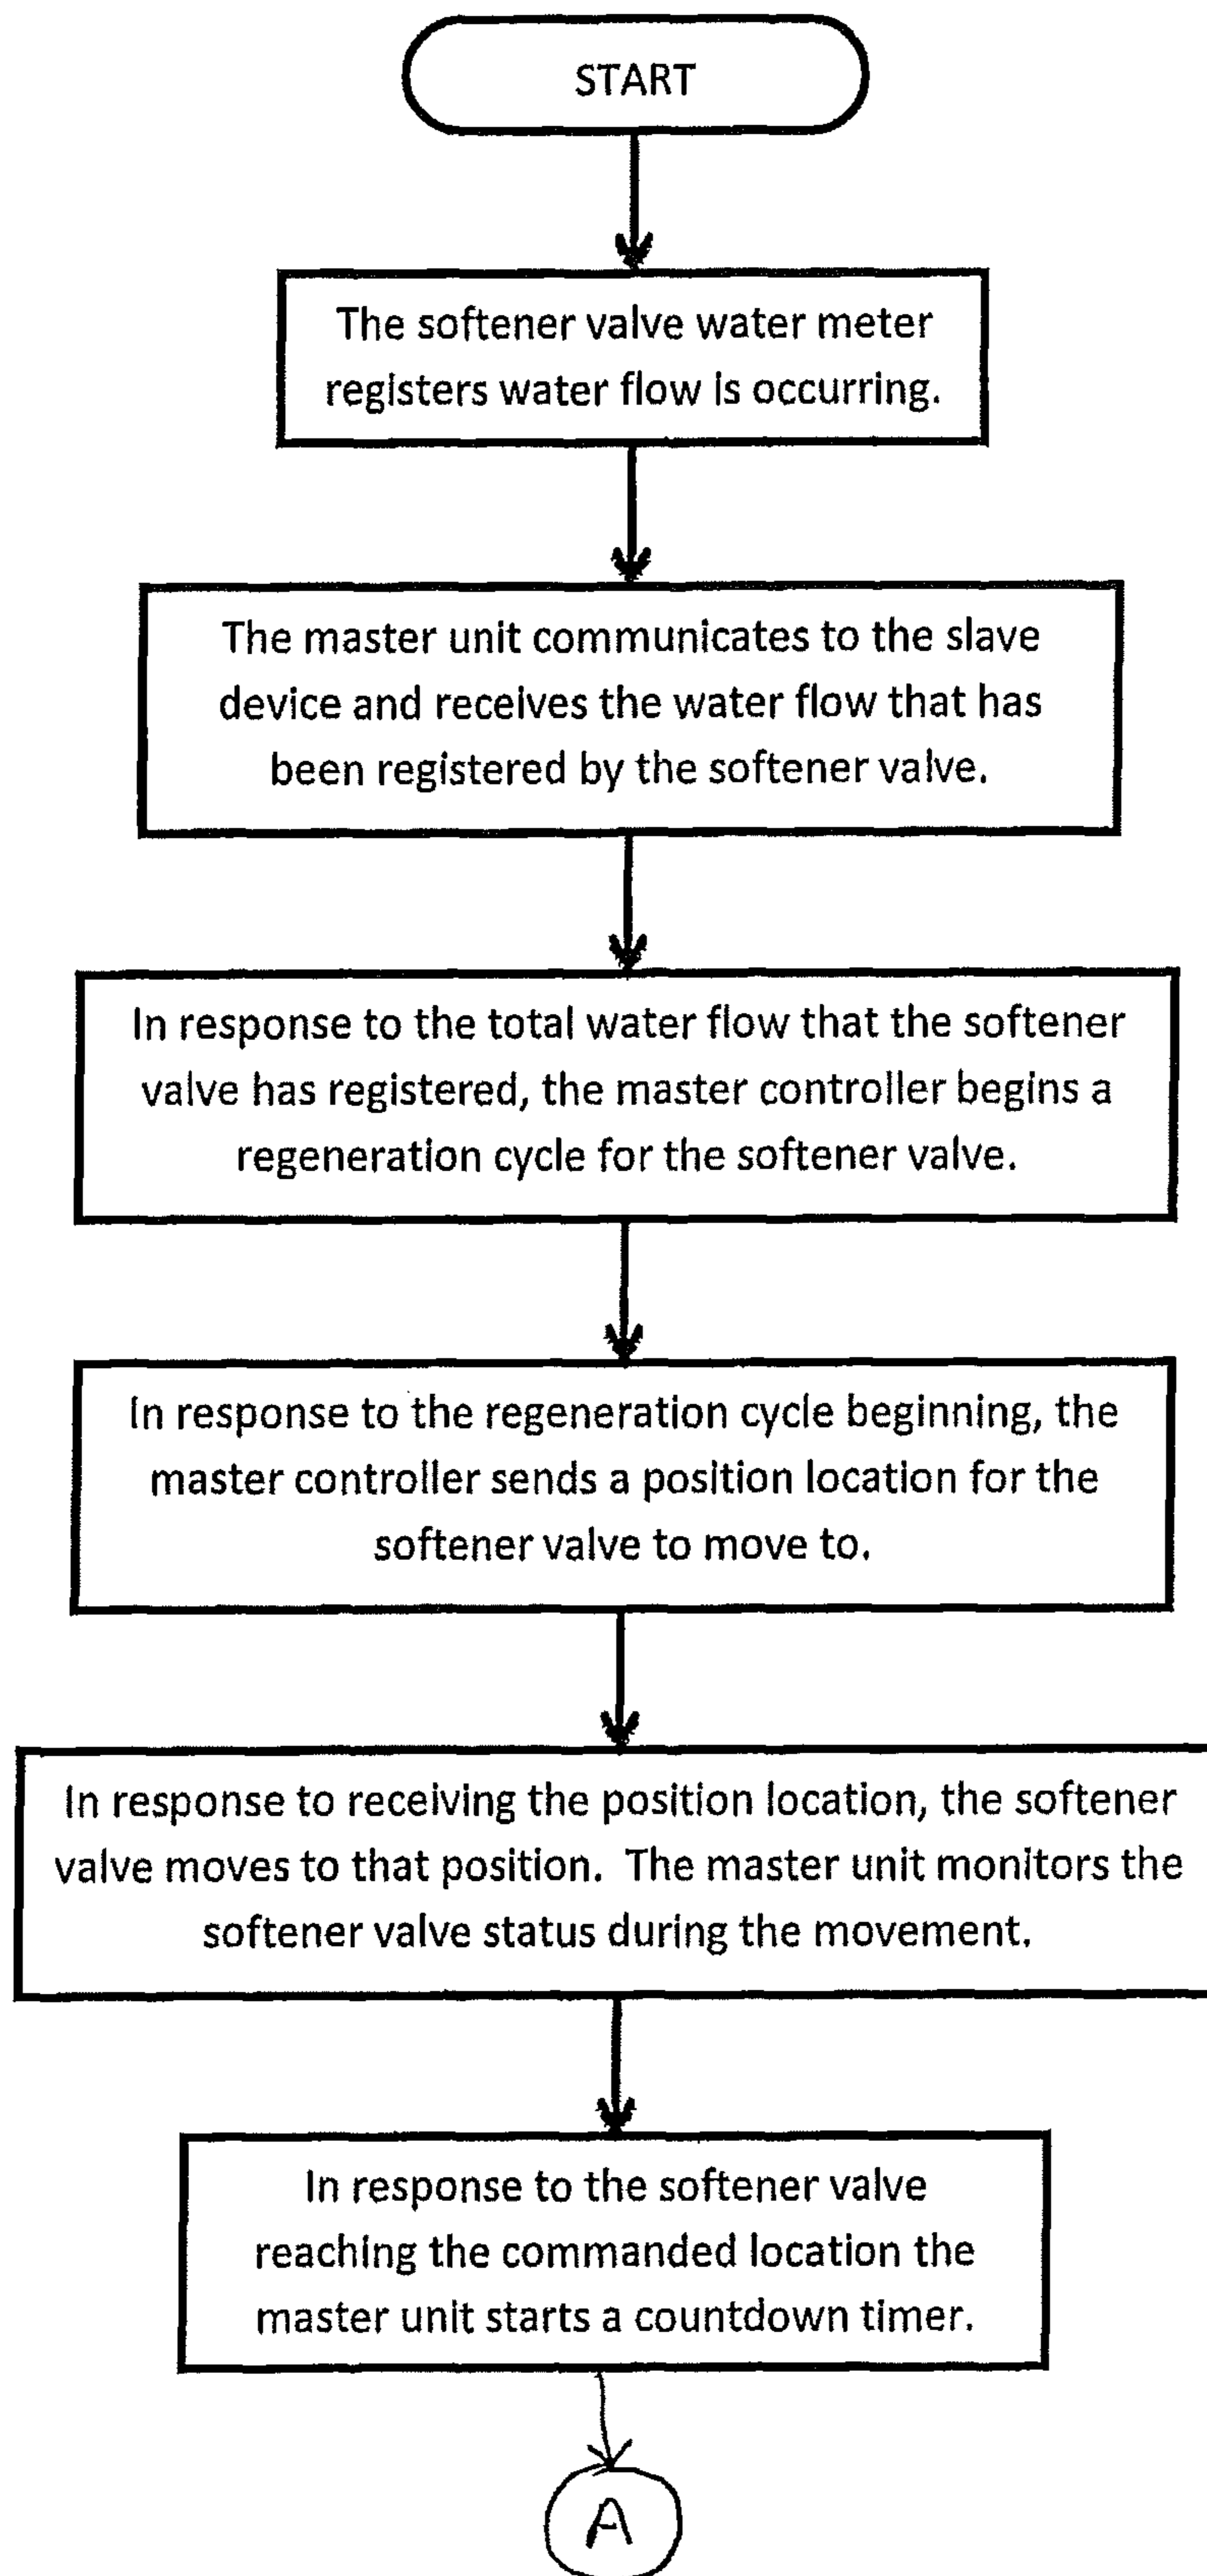 START
The softener valve water meter
registers water flow is occurring.
The master unit communicates to the slave
device and receives the water flow that has
been registered by the softener valve.
In response to the total water flow that the softener
valve has registered, the master controller begins a
regeneration cycle for the softener valve.
In response to the regeneration cycle beginning, the
master controller sends a position location for the
softener valve to move to.
In response to receiving the position location, the softener
valve moves to that position.  The master unit monitors the
softener valve status during the movement.
In response to the softener valve
reaching the commanded location the
master unit starts a countdown timer.
A